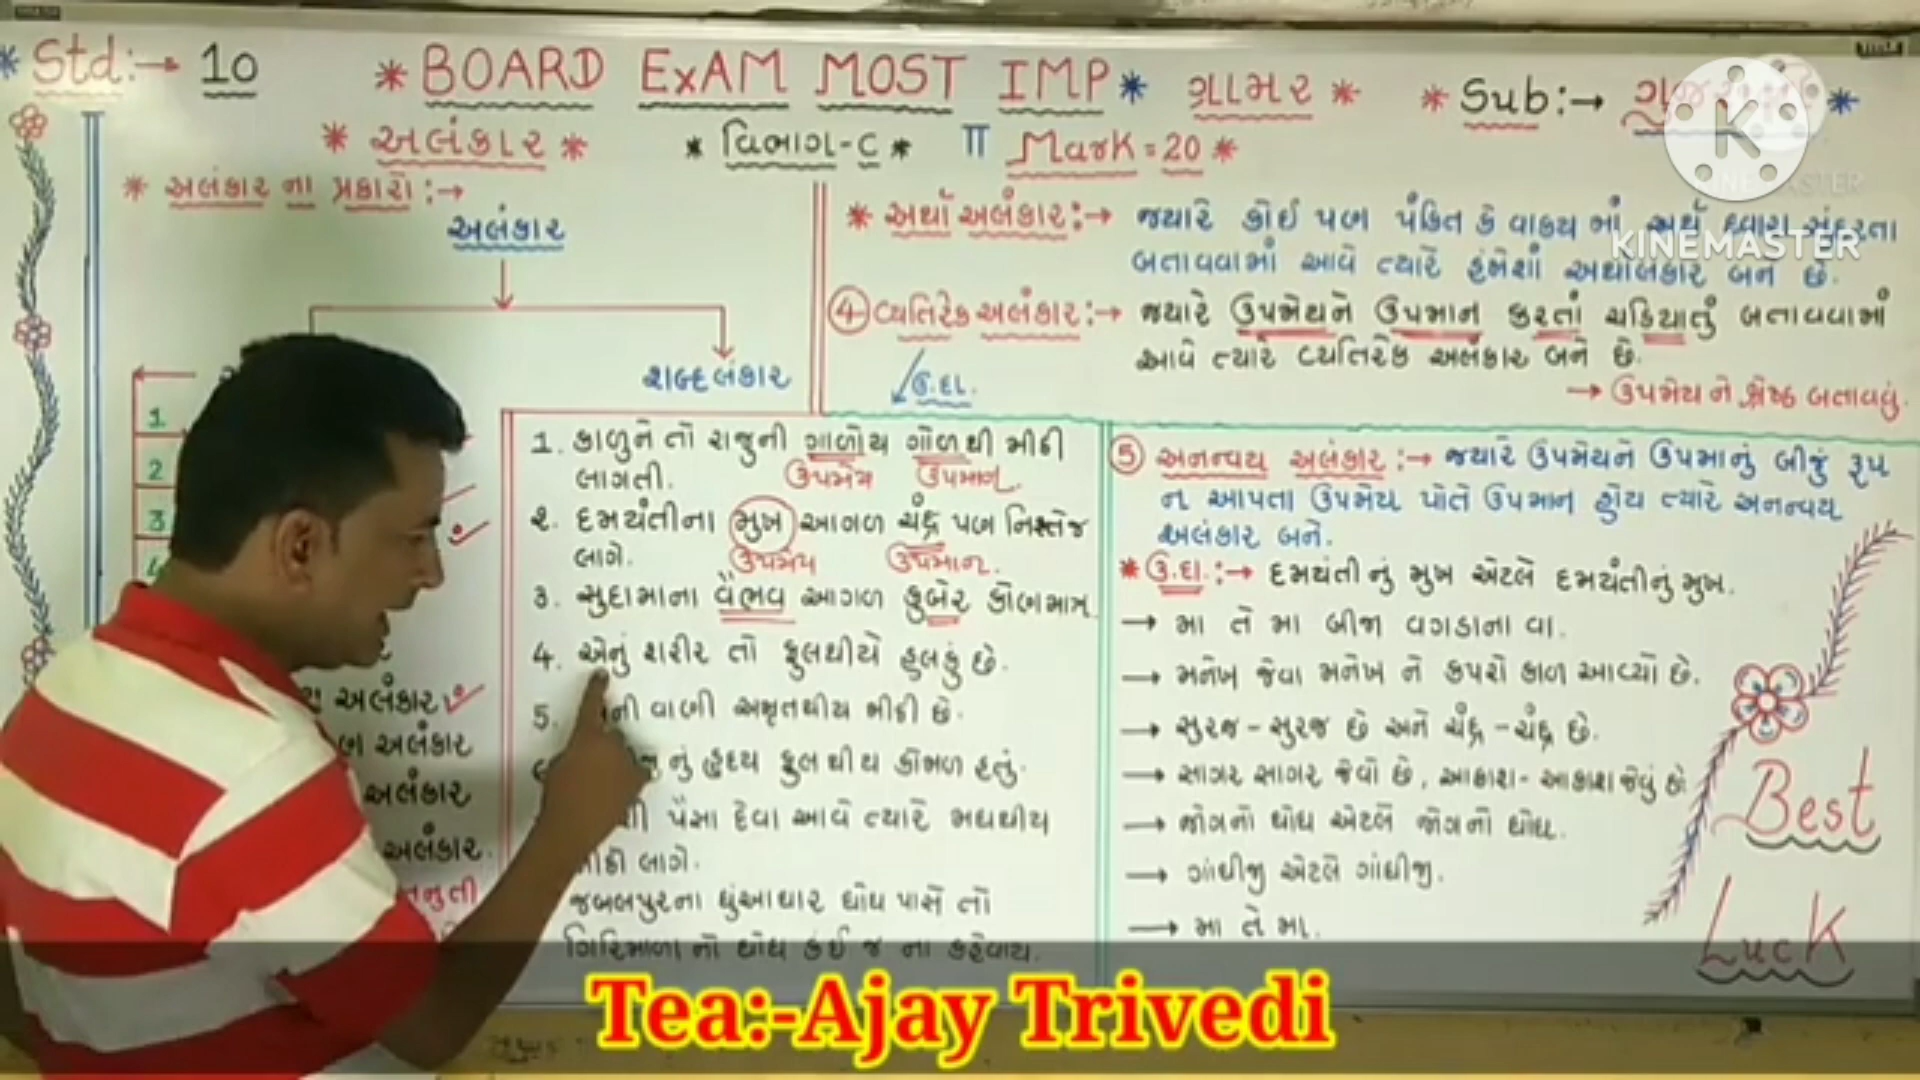 * Std:→ 10 * BOARD EXAM MOST IMP * ગ્રામર * * Sub:→
* અલંકાર * * વિભાગ-C * Mark = 20 *
* અલંકાર ના પ્રકારો :→
અલંકાર
શબ્દલંકાર
1
2
3
4
અલંકાર
અલંકાર
અલંકાર
અલંકાર.
* અર્થા અલંકાર:→ જ્યારે કોઈ પણ પંકિત કે વાકય માં અર્થ દ્વારા સુંદરતા
બતાવવામાં આવે ત્યારે હંમેશાં અર્થાલંકાર બને છે.
④ વ્યતિરેક અલંકાર:→ જ્યારે ઉપમેયને ઉપમાન કરતાં ચડિયાતું બતાવવામાં
આવે ત્યારે વ્યતિરેક અલંકાર બને છે.
→ ઉપમેય ને શ્રેષ્ઠ બતાવવું.
ઉ.દા.
1. કાળુને તો રાજુની ગાળોય ગોળથી મીઠી
લાગતી. ઉપમેય ઉપમાન.
૨. દમયંતીના મુખ આગળ ચંદ્ર પણ નિસ્તેજ
લાગે. ઉપમેય ઉપમાન.
૩. સુદામાના વૈભવ આગળ કુબેર કોણમાત્ર
4. એનું શરીર તો ફૂલથીયે હલકું છે.
5. ની વાણી અમૃતથીય મીઠી છે.
નું હૃદય ફુલ થીય કોમળ હતું.
પૈસા દેવા આવે ત્યારે મધથીય
મીઠો લાગે.
જબલપુરના ધુંઆધાર ધોધ પાસે તો
ગિરિમાળા નો ધોધ કંઈ જ ના કહેવાય.
⑤ અનન્વય અલંકાર :→ જ્યારે ઉપમેયને ઉપમાનું બીજું રૂપ
ન આપતા ઉપમેય પોતે ઉપમાન હોય ત્યારે અનન્વય
અલંકાર બને.
* ઉ.દા.:→ દમયંતી નું મુખ એટલે દમયંતીનું મુખ.
→ મા તે મા બીજા વગડાના વા.
→ મનેખ જેવા મનેખ ને કપરો કાળ આવ્યો છે.
→ સુરજ-સુરજ છે અને ચંદ્ર-ચંદ્ર છે.
→ સાગર સાગર જેવો છે, આકાશ-આકાશ જેવું છે
→ જોગનો ધોધ એટલે જોગનો ધોધ.
→ ગાંધીજી એટલે ગાંધીજી.
→ મા તે મા.
Best
Luck
K
KINEMASTER
Tea:-Ajay Trivedi